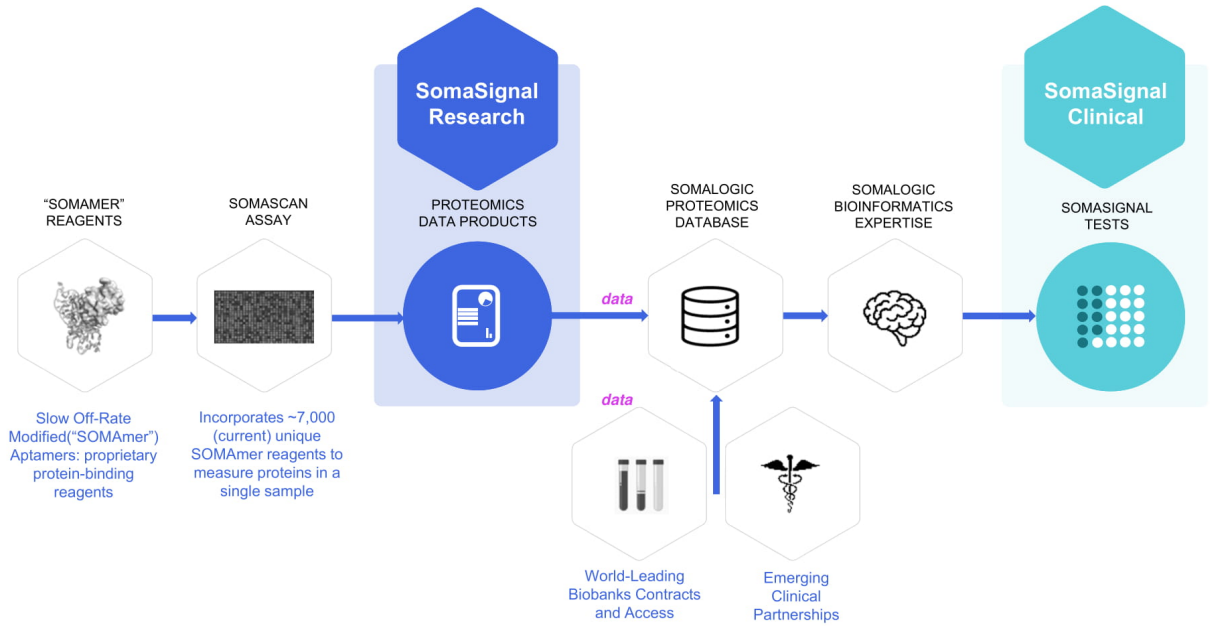 SomaSignal
Research
SomaSignal
Clinical
"SOMAMER"
REAGENTS
SOMASCAN
ASSAY
PROTEOMICS
DATA PRODUCTS
SOMALOGIC
PROTEOMICS
DATABASE
SOMALOGIC
BIOINFORMATICS
EXPERTISE
SOMASIGNAL
TESTS
data
data
Slow Off-Rate
Modified("SOMAmer")
Aptamers: proprietary
protein-binding
reagents
Incorporates ~7,000
(current) unique
SOMAmer reagents to
measure proteins in a
single sample
World-Leading
Biobanks Contracts
and Access
Emerging
Clinical
Partnerships